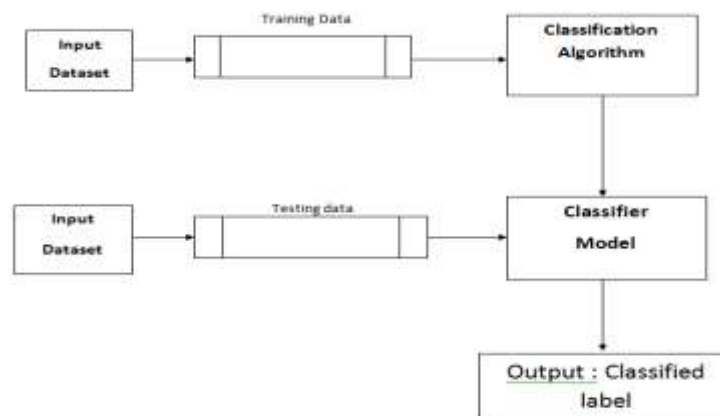 Training Data
Input
Dataset
Classification
Algorithm
Input
Dataset
Testing data
Classifier
Model
Output : Classified
label